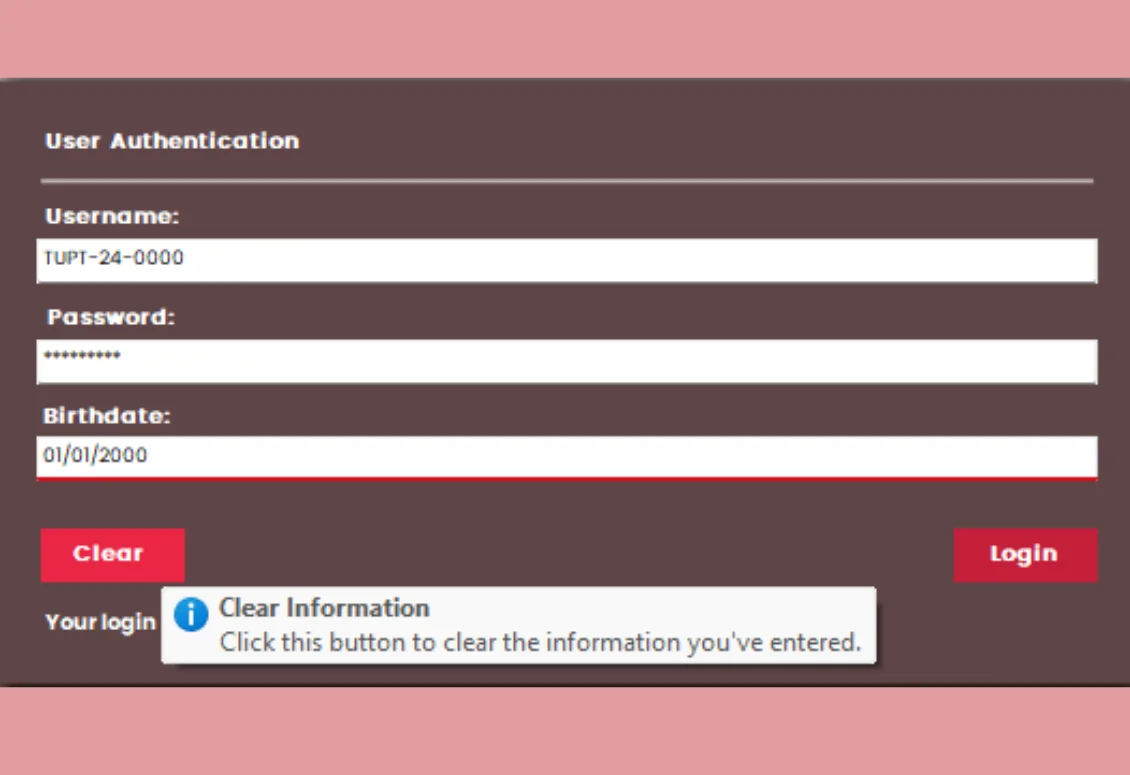 User Authentication
Username:
TUPT-24-0000
Password:
*********
Birthdate:
01/01/2000
Clear
Login
Your login
Clear Information
Click this button to clear the information you've entered.